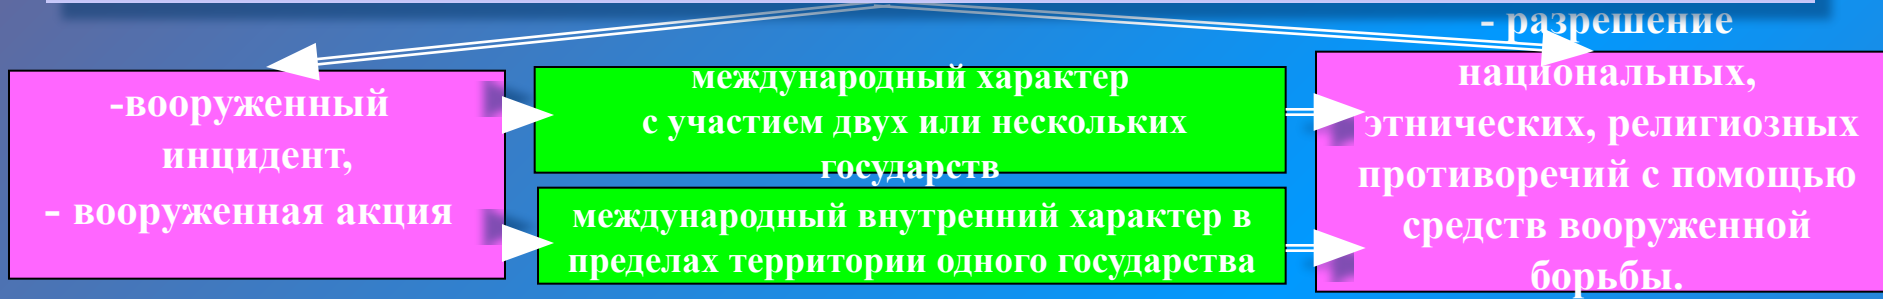 -вооруженный
инцидент,
- вооруженная акция
международный характер
с участием двух или нескольких
государств
международный внутренний характер в
пределах территории одного государства
- разрешение
национальных,
этнических, религиозных
противоречий с помощью
средств вооруженной
борьбы.